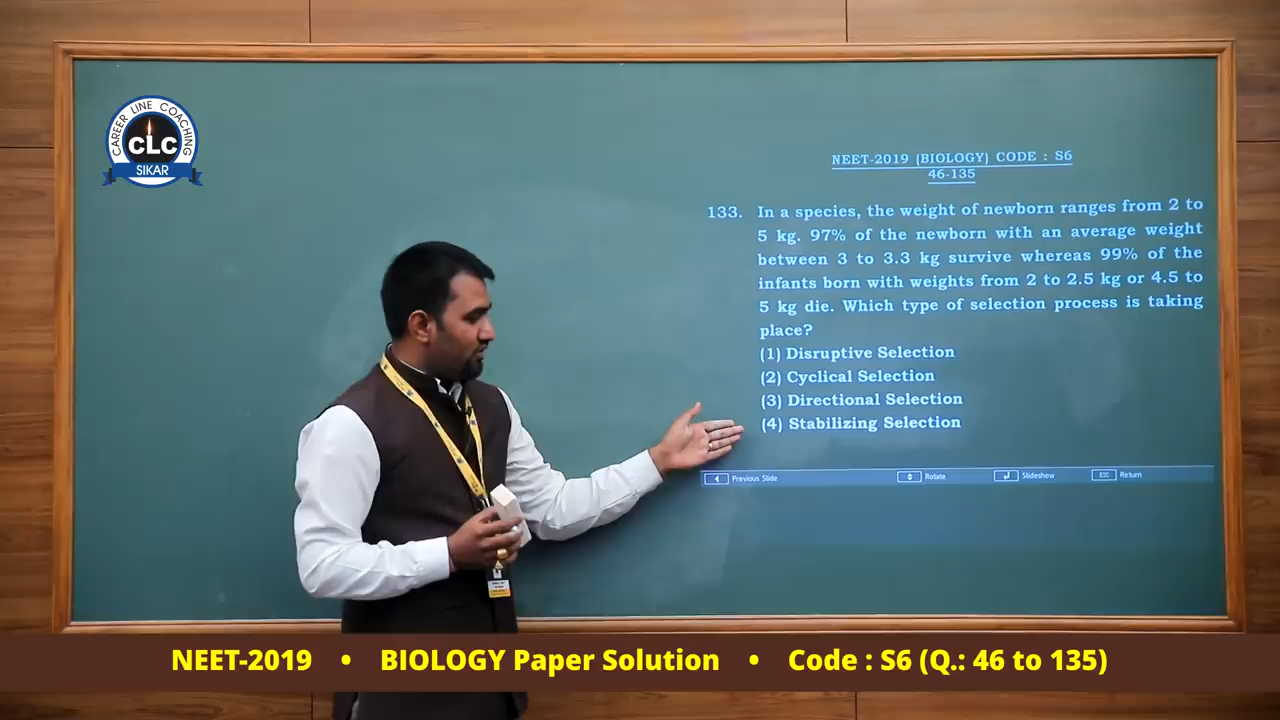 CAREER LINE COACHING
CLC
SIKAR
NEET-2019 (BIOLOGY) CODE : S6
46-135
133. In a species, the weight of newborn ranges from 2 to
5 kg. 97% of the newborn with an average weight
between 3 to 3.3 kg survive whereas 99% of the
infants born with weights from 2 to 2.5 kg or 4.5 to
5 kg die. Which type of selection process is taking
place?
(1) Disruptive Selection
(2) Cyclical Selection
(3) Directional Selection
(4) Stabilizing Selection
Previous Slide Rotate Slideshow ESC Return
NEET-2019 • BIOLOGY Paper Solution • Code : S6 (Q.: 46 to 135)